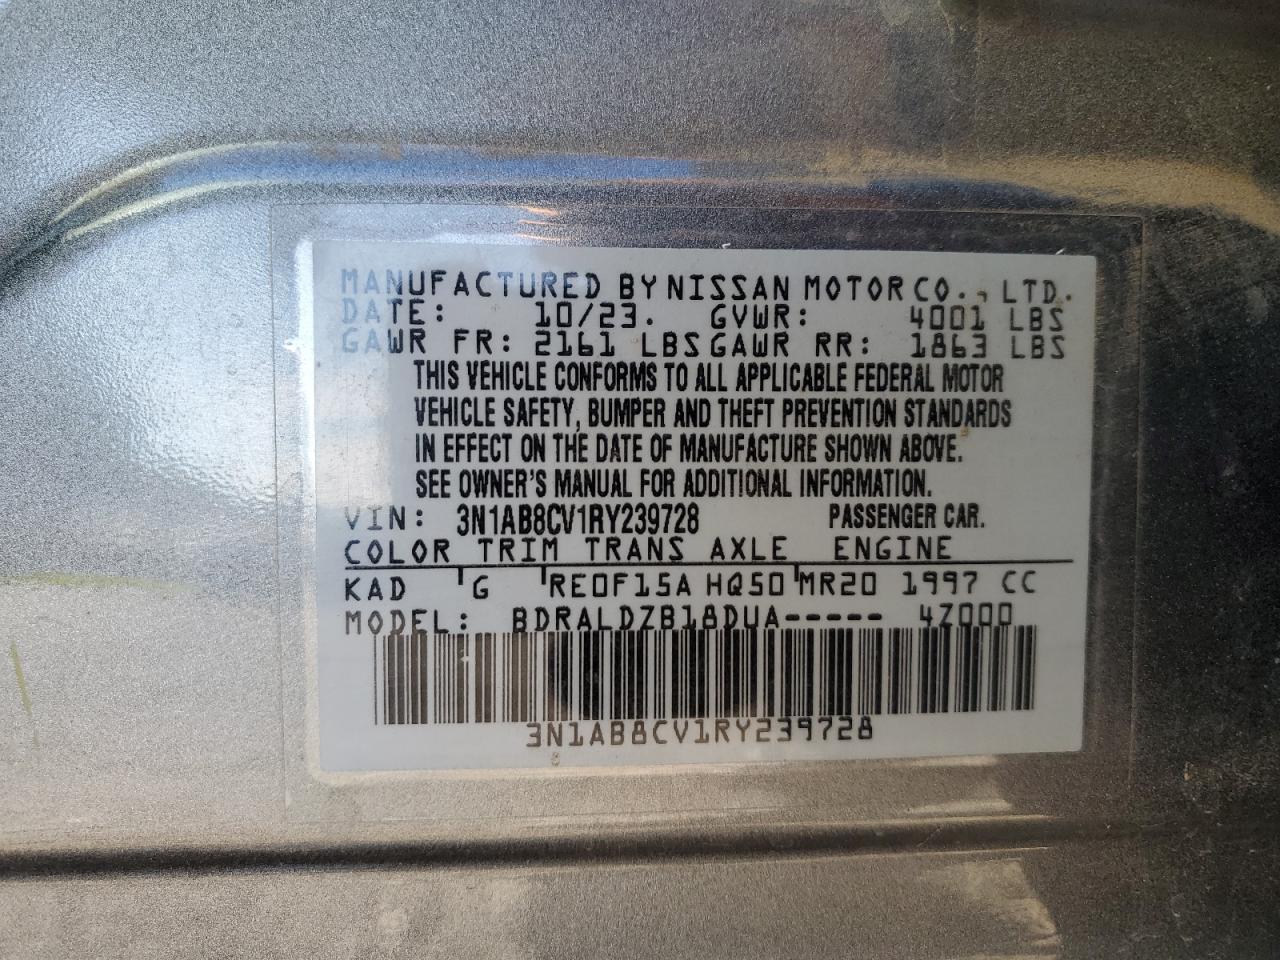 MANUFACTURED BY NISSAN MOTOR CO., LTD.
DATE: 10/23. GVWR: 4001 LBS
GAWR FR: 2161 LBS GAWR RR: 1863 LBS
THIS VEHICLE CONFORMS TO ALL APPLICABLE FEDERAL MOTOR
VEHICLE SAFETY, BUMPER AND THEFT PREVENTION STANDARDS
IN EFFECT ON THE DATE OF MANUFACTURE SHOWN ABOVE.
SEE OWNER'S MANUAL FOR ADDITIONAL INFORMATION.
VIN: 3N1AB8CV1RY239728 PASSENGER CAR.
COLOR TRIM TRANS AXLE ENGINE
KAD G RE0F15A HQ50 MR20 1997 CC
MODEL: BDRALDZB18DUA----- 4Z000
3N1AB8CV1RY239728